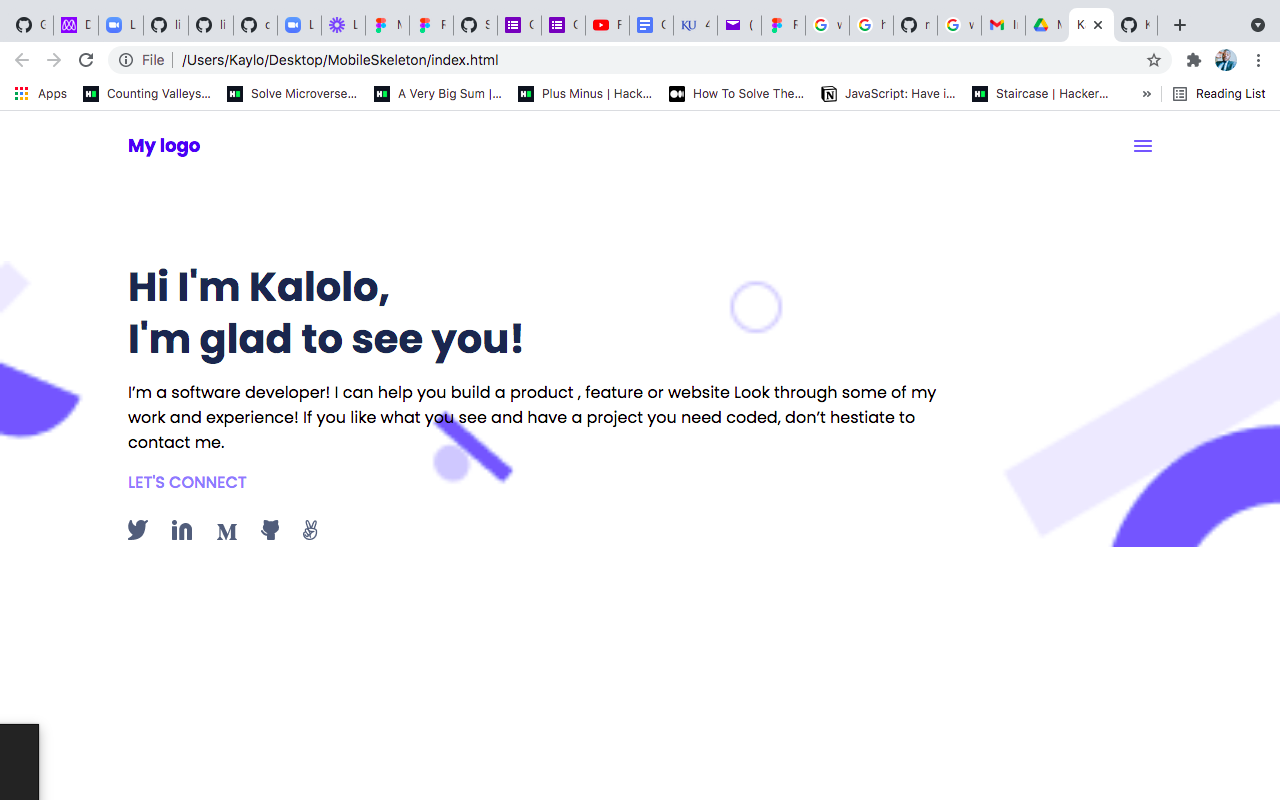 G
D
L
li
li
c
L
L
N
F
S
C
C
F
C
4
(
F
w
h
r
w
I
N
K
K
File
/Users/Kaylo/Desktop/MobileSkeleton/index.html
Apps
Counting Valleys...
Solve Microverse...
A Very Big Sum |...
Plus Minus | Hack...
How To Solve The...
JavaScript: Have i...
Staircase | Hacker...
»
Reading List
My logo
Hi I'm Kalolo,
I'm glad to see you!
I’m a software developer! I can help you build a product , feature or website Look through some of my
work and experience! If you like what you see and have a project you need coded, don’t hestiate to
contact me.
LET'S CONNECT